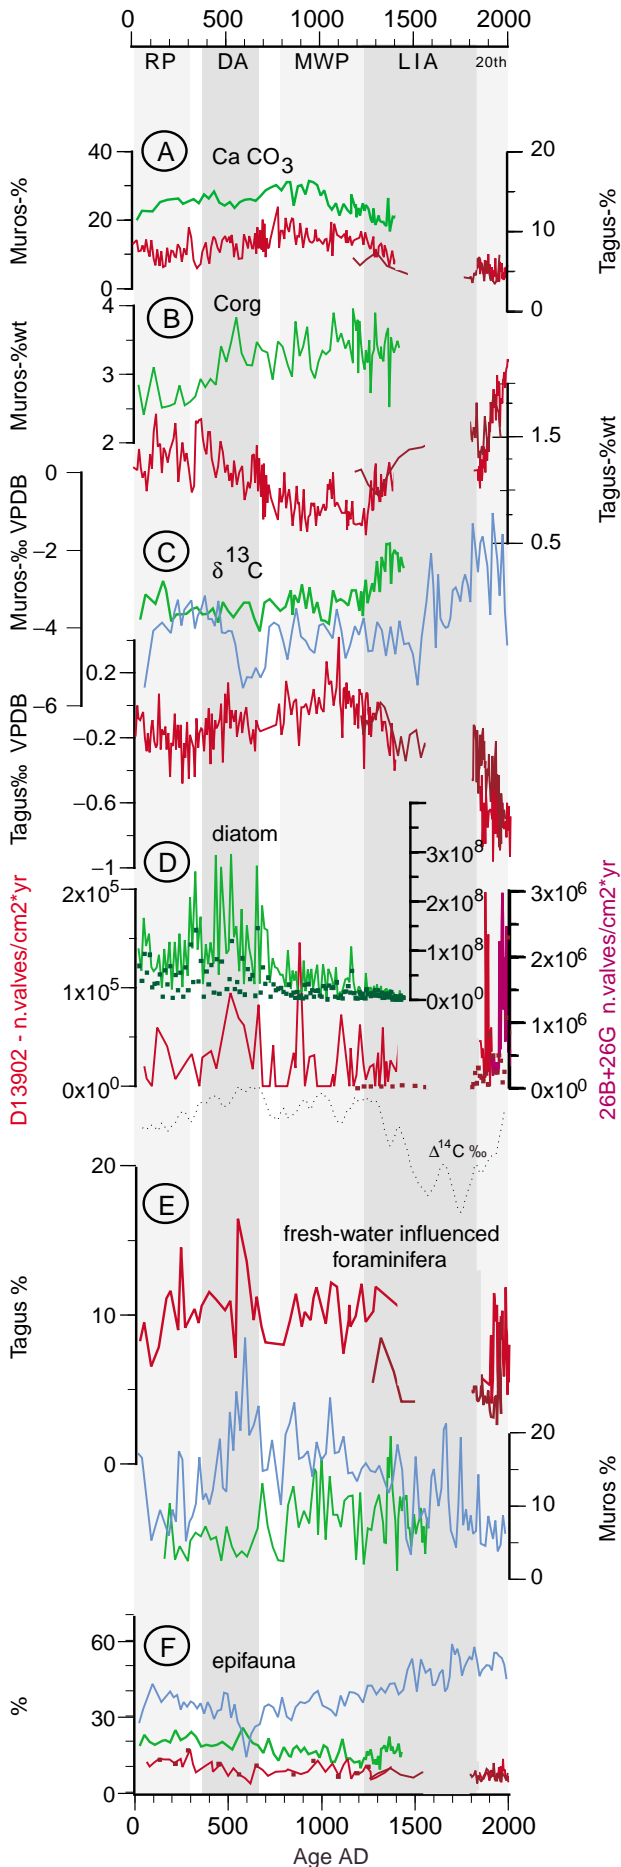 0 500 1000 1500 2000
RP DA MWP LIA 20th
A Ca CO3
40
20
0
Muros-%
20
10
0
Tagus-%
B Corg
4
3
2
Muros-%wt
1.5
0.5
Tagus-%wt
C δ 13C
0
−2
−4
−6
Muros-‰ VPDB
0.2
−0.2
−0.6
−1
Tagus‰ VPDB
D diatom
2x10^5
1x10^5
0x10^0
D13902 - n.valves/cm2*yr
3x10^8
2x10^8
1x10^8
0x10^0
3x10^6
2x10^6
1x10^6
0x10^0
26B+26G n.valves/cm2*yr
Δ14C ‰
E
fresh-water influenced
foraminifera
20
10
0
Tagus %
20
10
0
Muros %
F epifauna
60
30
0
%
0 500 1000 1500 2000
Age AD